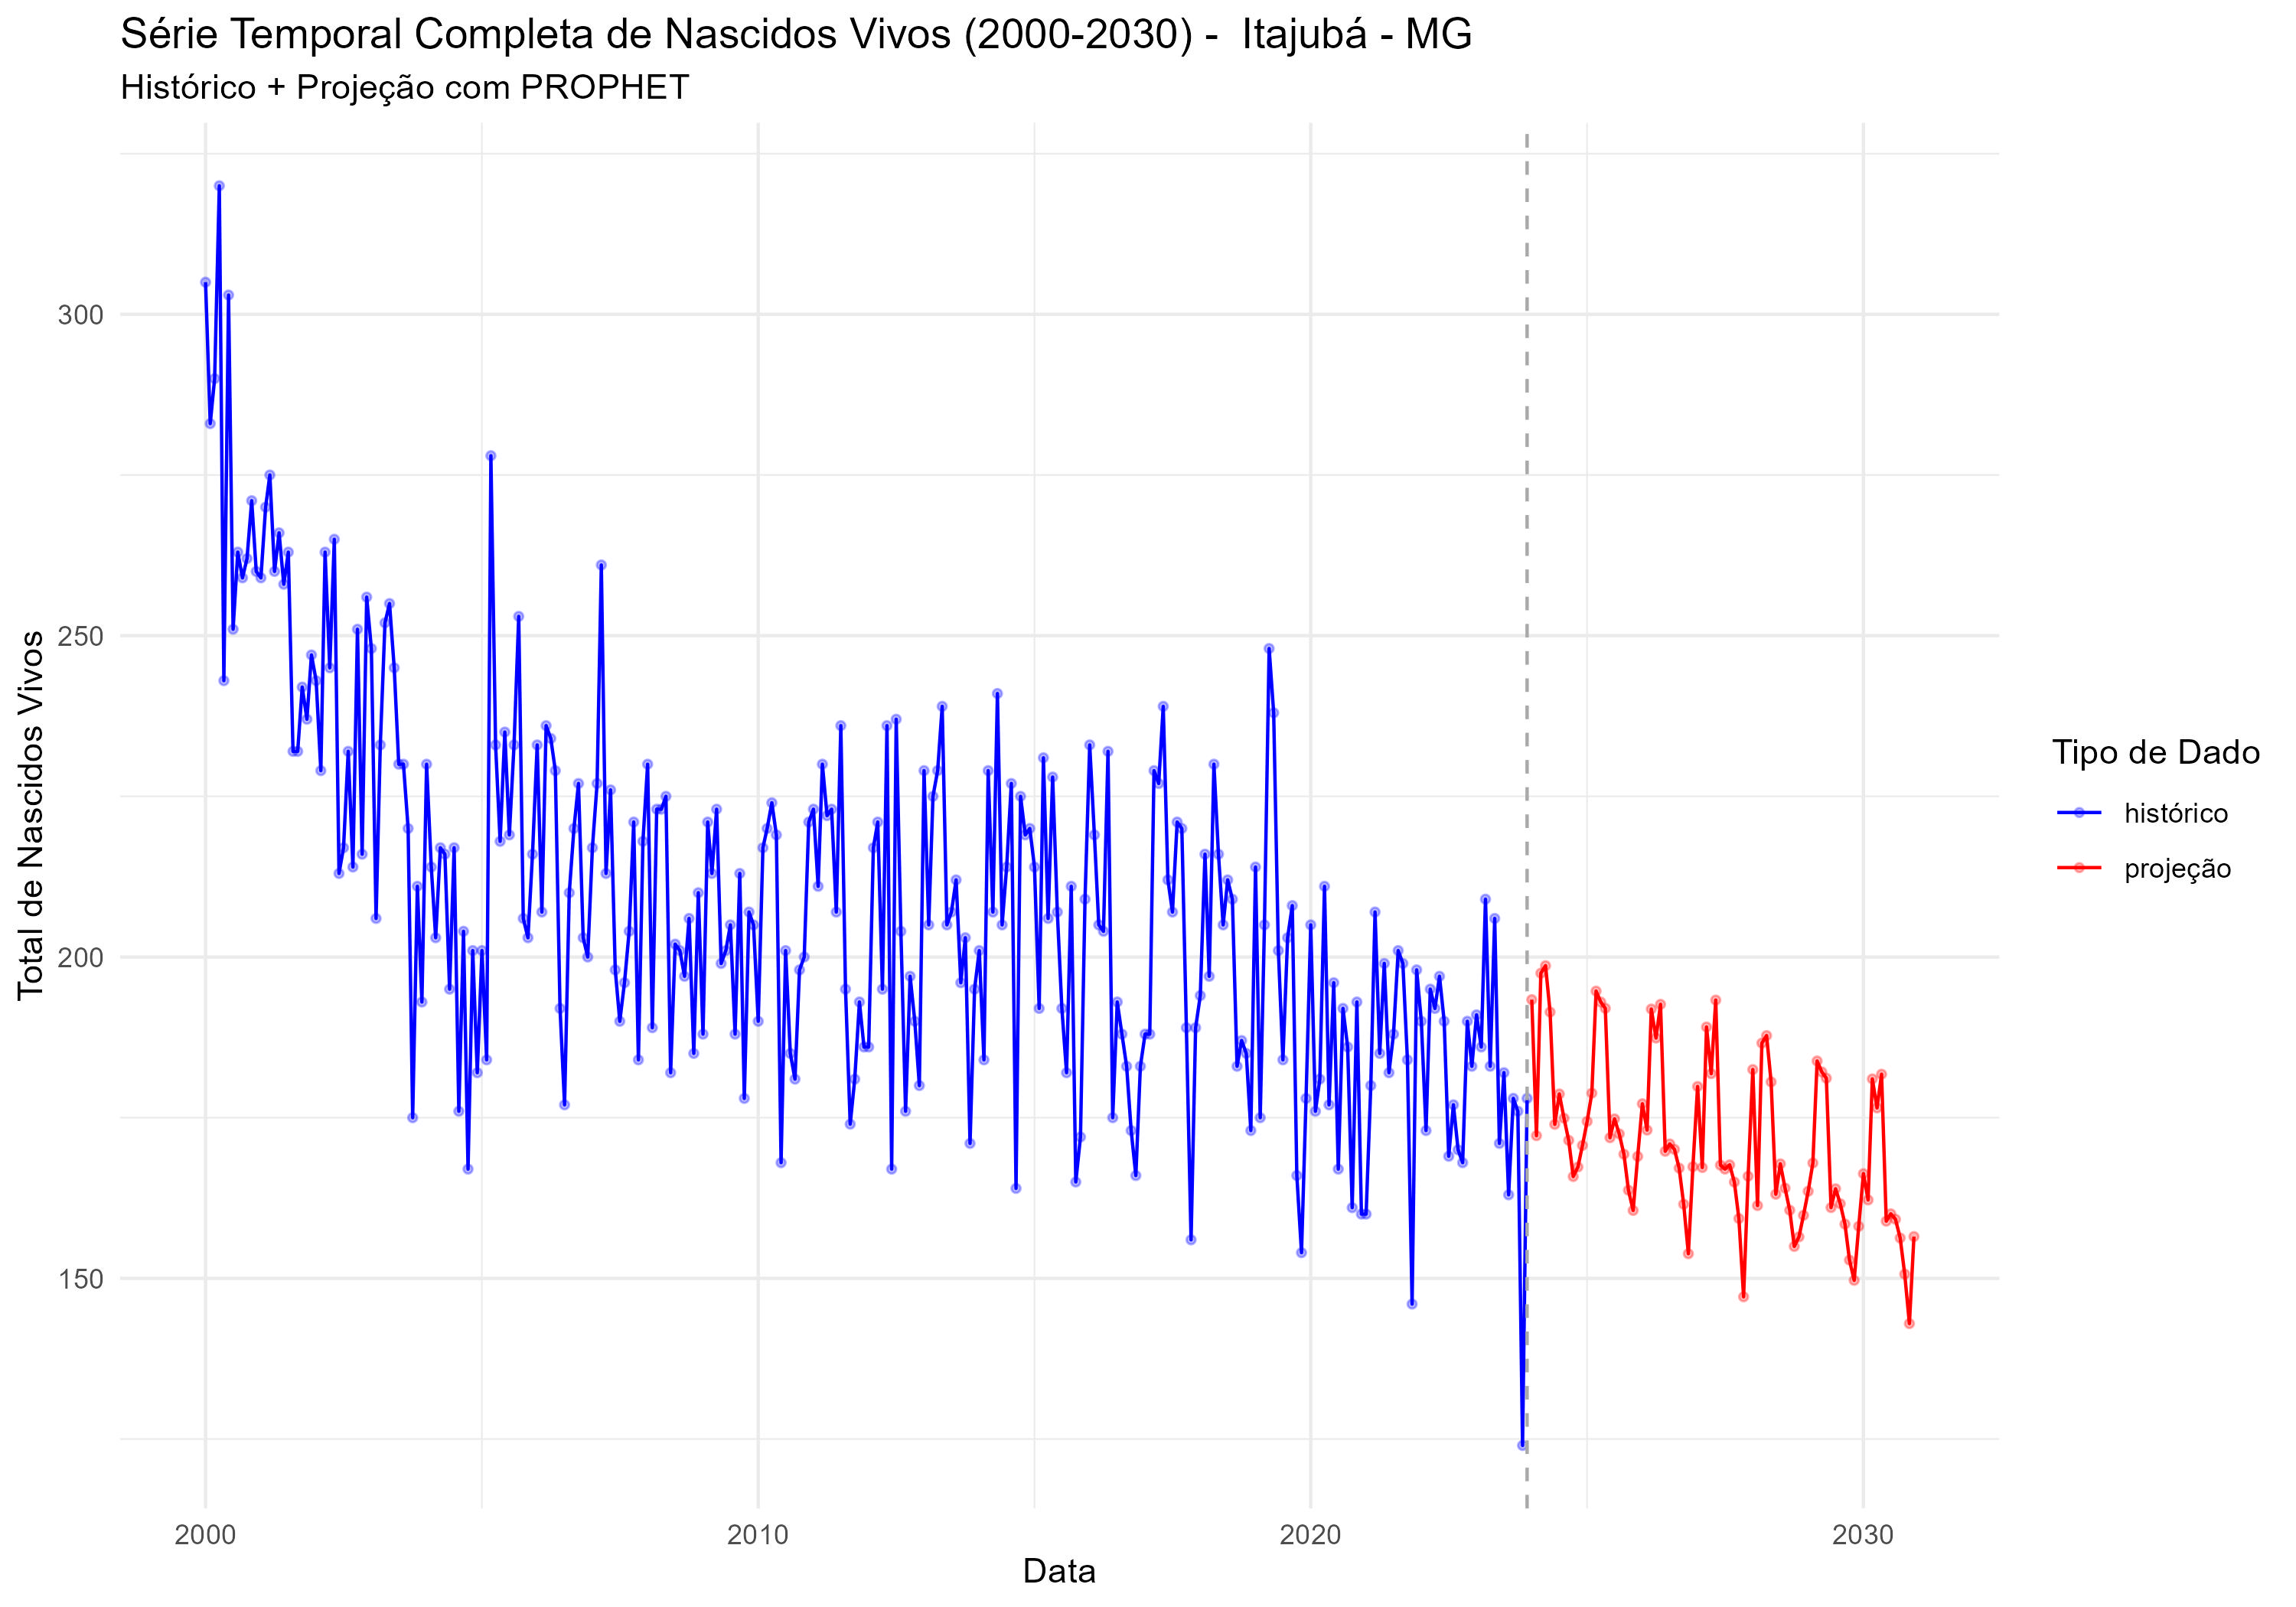 Série Temporal Completa de Nascidos Vivos (2000-2030) -  Itajubá - MG
Histórico + Projeção com PROPHET
Total de Nascidos Vivos
300
250
200
150
2000
2010
2020
2030
Data
Tipo de Dado
histórico
projeção